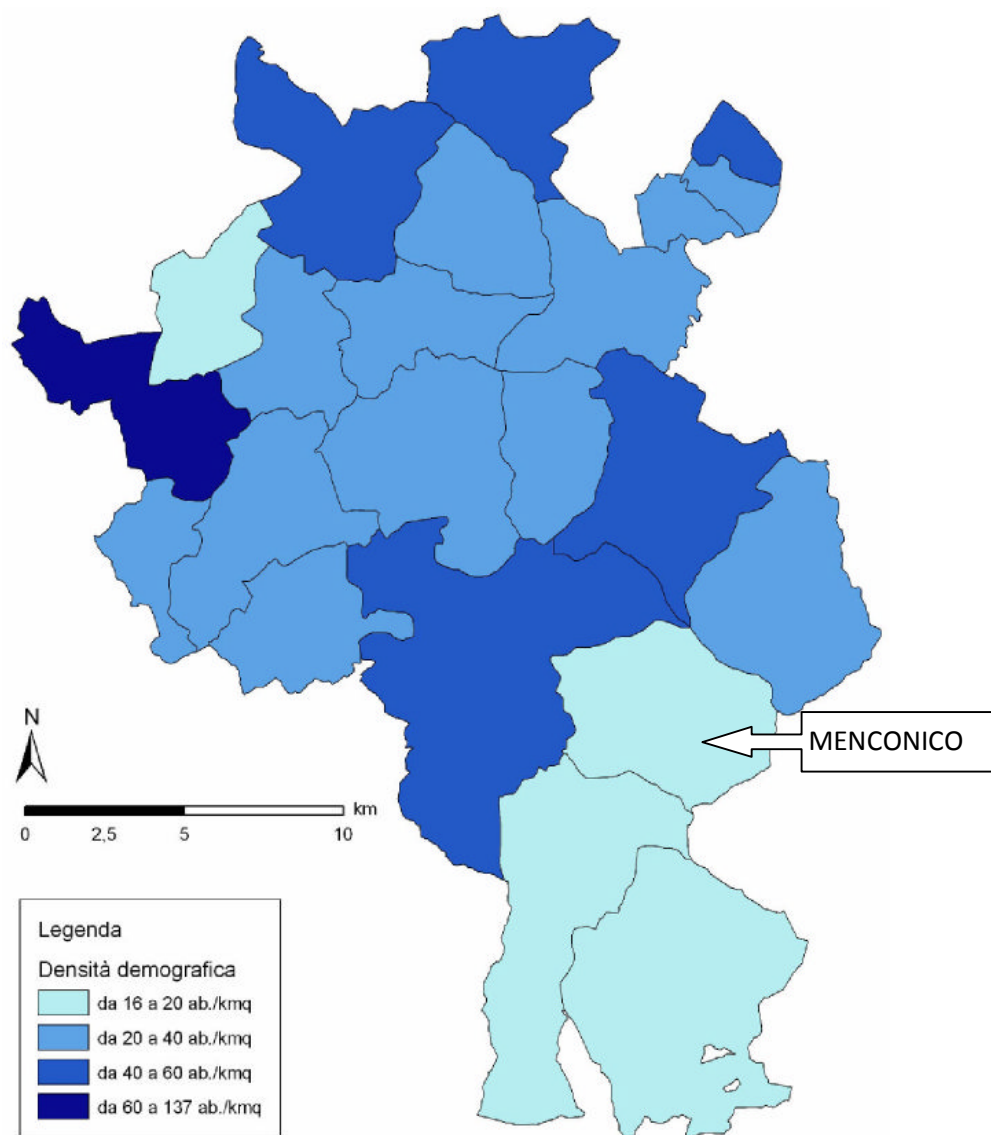 MENCONICO
N
km
0 2,5 5 10
Legenda
Densità demografica
da 16 a 20 ab./kmq
da 20 a 40 ab./kmq
da 40 a 60 ab./kmq
da 60 a 137 ab./kmq